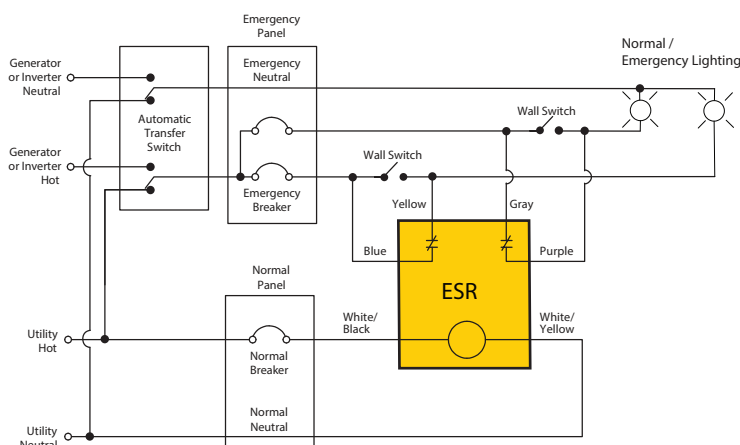 Emergency
Panel
Generator
or Inverter
Neutral
Emergency
Neutral
Normal /
Emergency Lighting
Automatic
Transfer
Switch
Wall Switch
Generator
or Inverter
Hot
Wall Switch
Emergency
Breaker
Yellow
Gray
Blue
Purple
Normal
Panel
ESR
White/
Black
White/
Yellow
Utility
Hot
Normal
Breaker
Normal
Neutral
Utility
Neutral